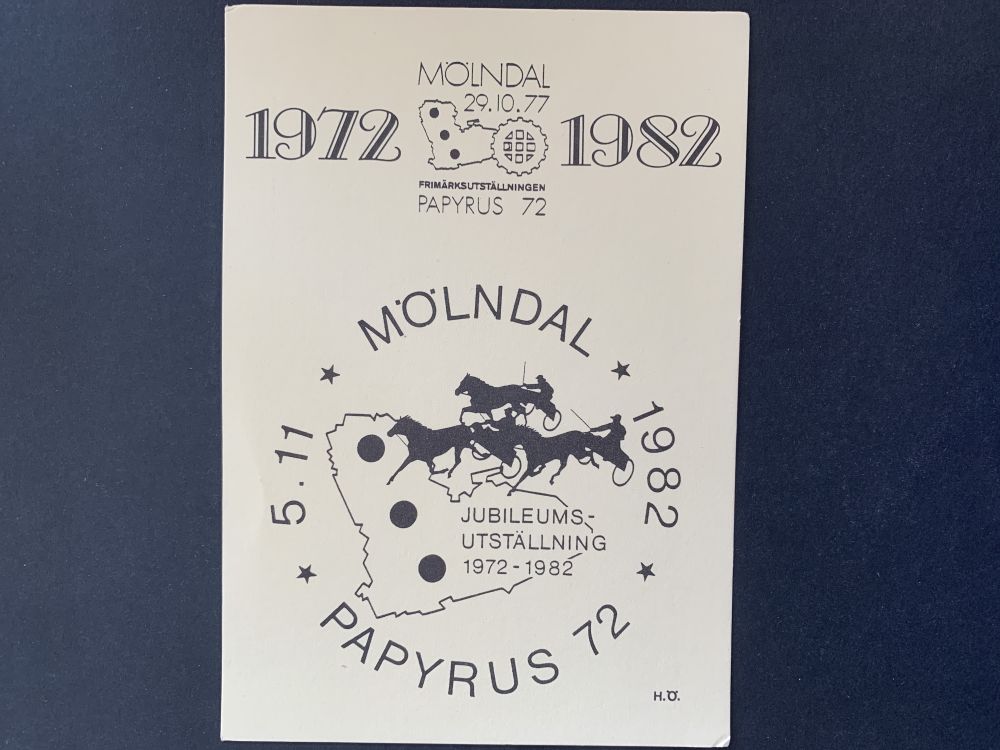 MÖLNDAL
29.10.77
1972
1982
FRIMÄRKSUTSTÄLLNINGEN
PAPYRUS 72
MÖLNDAL
5.11
1982
JUBILEUMS-
UTSTÄLLNING
1972-1982
PAPYRUS 72
H.Ö.